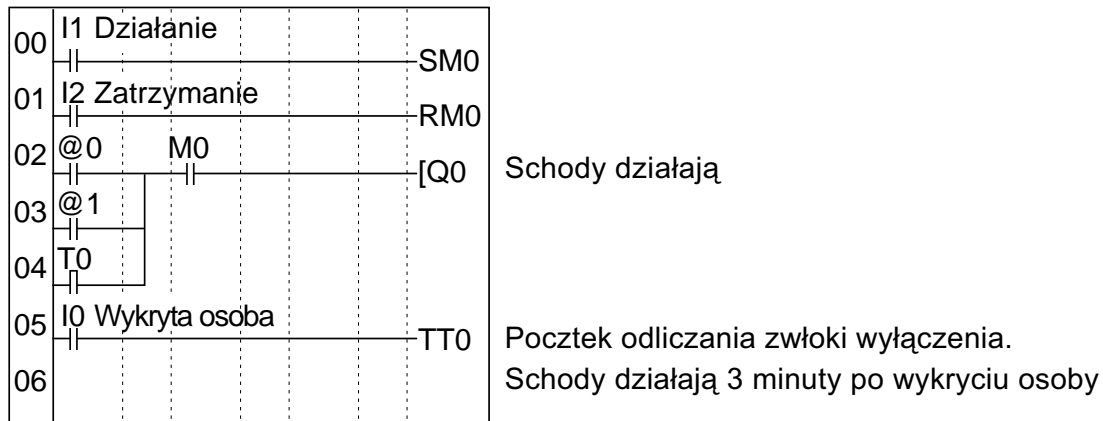 00 I1 Działanie
SM0
01 I2 Zatrzymanie
RM0
02 @0 M0 [Q0 Schody działają
03 @1
04 T0
05 I0 Wykryta osoba
TT0 Pocztek odliczania zwłoki wyłączenia.
06 Schody działają 3 minuty po wykryciu osoby